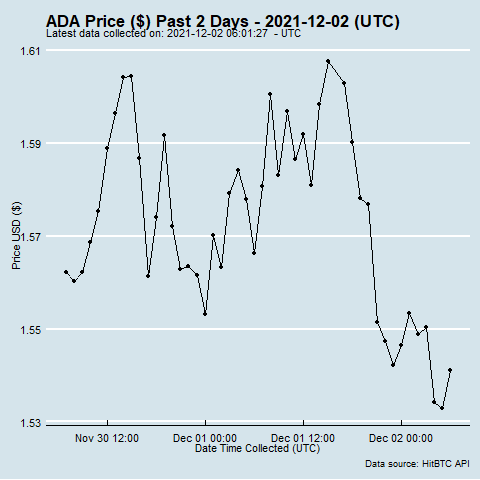 ADA Price ($) Past 2 Days - 2021-12-02 (UTC)
Latest data collected on: 2021-12-02 06:01:27  - UTC
1.61
1.59
1.57
1.55
1.53
Price USD ($)
Nov 30 12:00 Dec 01 00:00 Dec 01 12:00 Dec 02 00:00
Date Time Collected (UTC)
Data source: HitBTC API